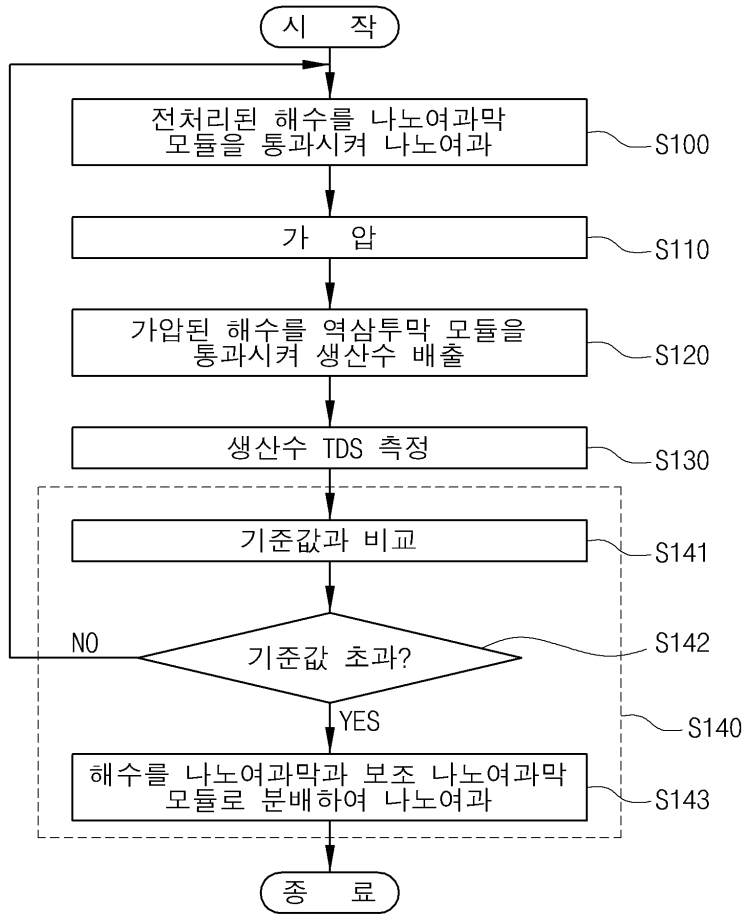 시 작
전처리된 해수를 나노여과막
모듈을 통과시켜 나노여과
S100
가 압
S110
가압된 해수를 역삼투막 모듈을
통과시켜 생산수 배출
S120
생산수 TDS 측정
S130
기준값과 비교
S141
NO
기준값 초과?
S142
YES
S140
해수를 나노여과막과 보조 나노여과막
모듈로 분배하여 나노여과
S143
종 료